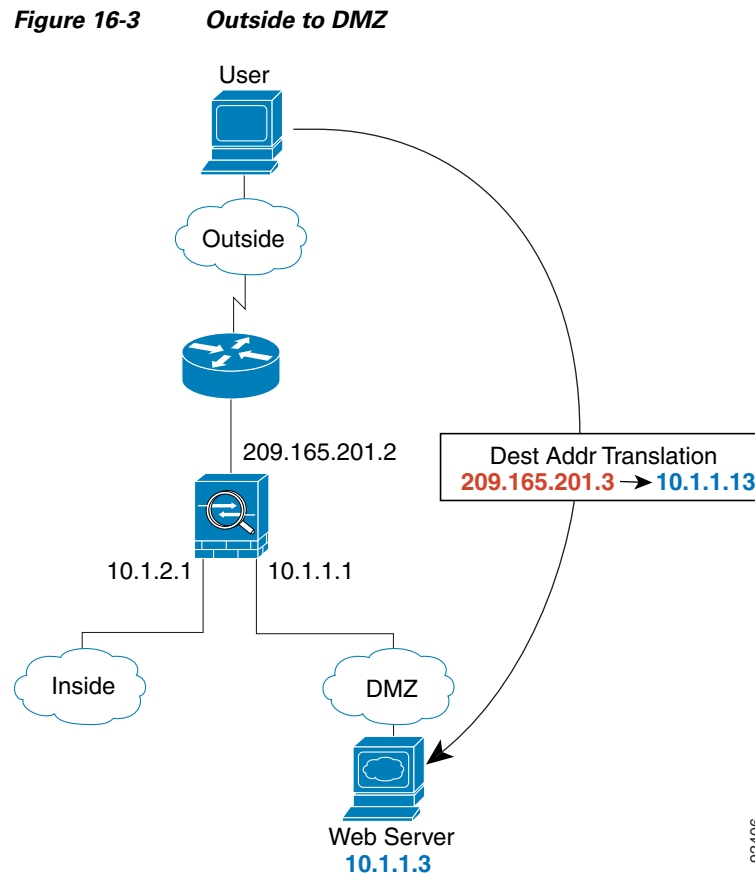 Figure 16-3 Outside to DMZ
User
Outside
209.165.201.2
Dest Addr Translation
209.165.201.3 → 10.1.1.13
10.1.2.1 10.1.1.1
Inside
DMZ
Web Server
10.1.1.3